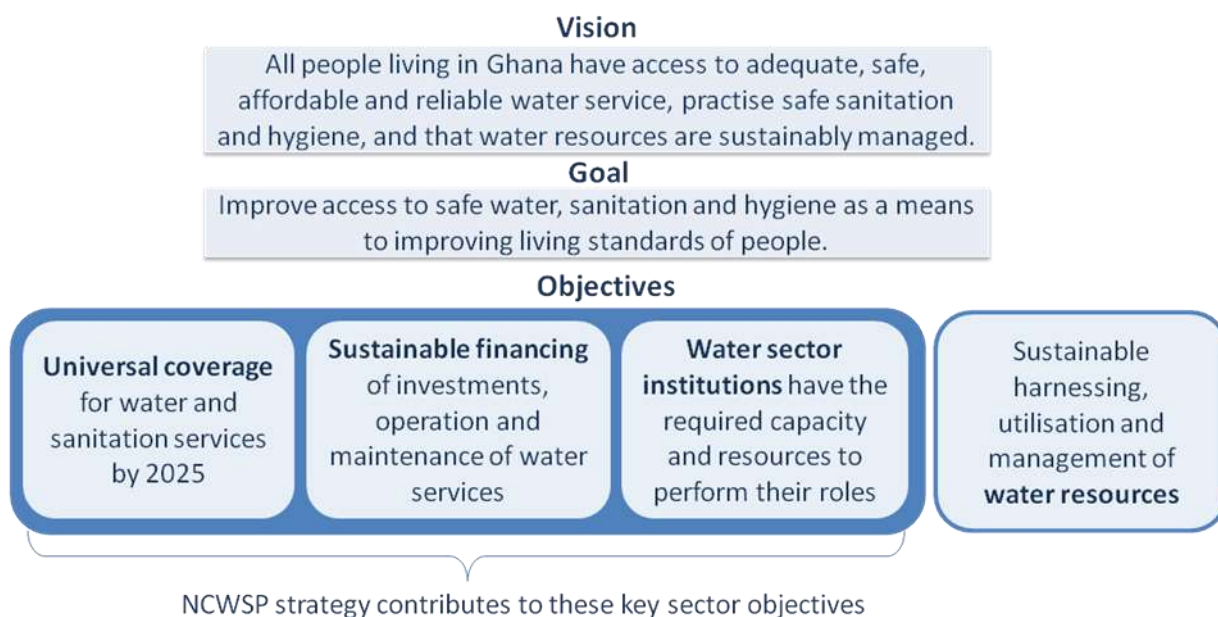 Vision
All people living in Ghana have access to adequate, safe,
affordable and reliable water service, practise safe sanitation
and hygiene, and that water resources are sustainably managed.
Goal
Improve access to safe water, sanitation and hygiene as a means
to improving living standards of people.
Objectives
Universal coverage
for water and
sanitation services
by 2025
Sustainable financing
of investments,
operation and
maintenance of water
services
Water sector
institutions have the
required capacity
and resources to
perform their roles
Sustainable
harnessing,
utilisation and
management of
water resources
NCWSP strategy contributes to these key sector objectives